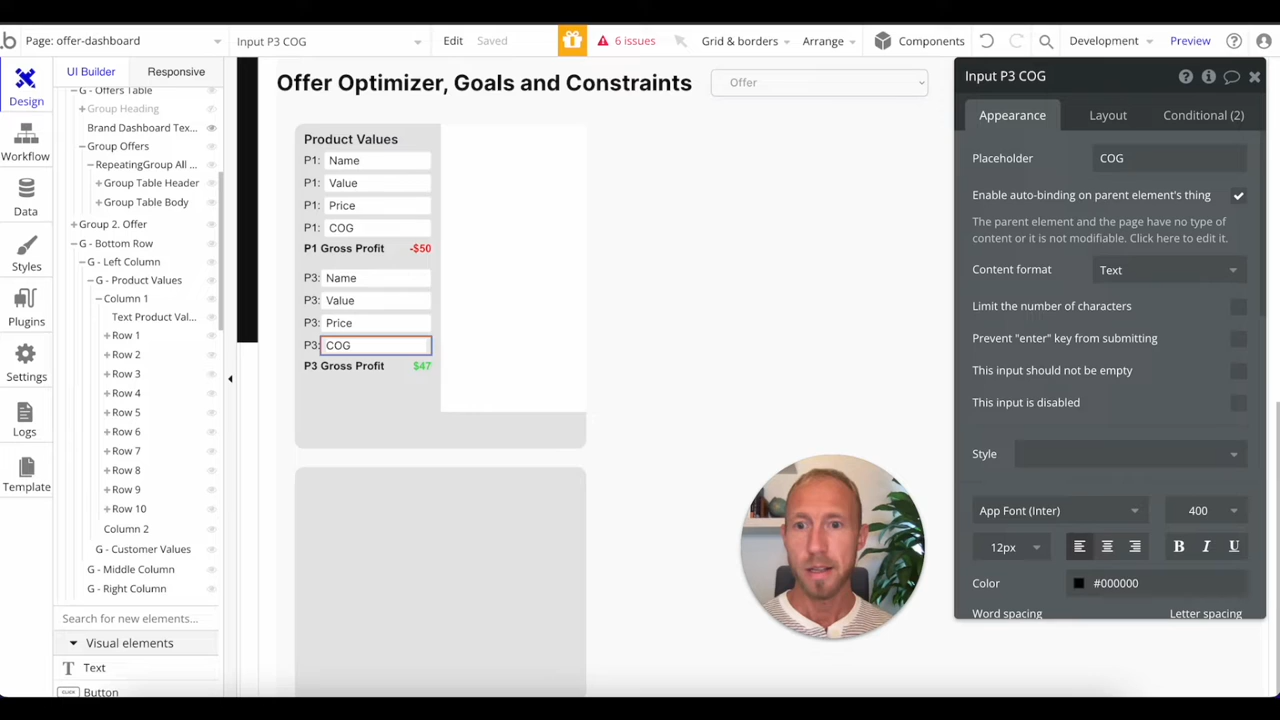 .b Page: offer-dashboard Input P3 COG Edit Saved 6 issues Grid & borders Arrange Components Development Preview
Design
Workflow
Data
Styles
Plugins
Settings
Logs
Template
UI Builder Responsive
G - Offers Table
Group Heading
Brand Dashboard Tex...
Group Offers
RepeatingGroup All ...
Group Table Header
Group Table Body
Group 2. Offer
G - Bottom Row
G - Left Column
G - Product Values
Column 1
Text Product Val...
Row 1
Row 2
Row 3
Row 4
Row 5
Row 6
Row 7
Row 8
Row 9
Row 10
Column 2
G - Customer Values
G - Middle Column
G - Right Column
Search for new elements...
Visual elements
T Text
CLICK Button
Offer Optimizer, Goals and Constraints Offer
Product Values
P1: Name
P1: Value
P1: Price
P1: COG
P1 Gross Profit -$50
P3: Name
P3: Value
P3: Price
P3: COG
P3 Gross Profit $47
Input P3 COG
Appearance Layout Conditional (2)
Placeholder COG
Enable auto-binding on parent element's thing
The parent element and the page have no type of
content or it is not modifiable. Click here to edit it.
Content format Text
Limit the number of characters
Prevent "enter" key from submitting
This input should not be empty
This input is disabled
Style
App Font (Inter) 400
12px B I U
Color #000000
Word spacing Letter spacing